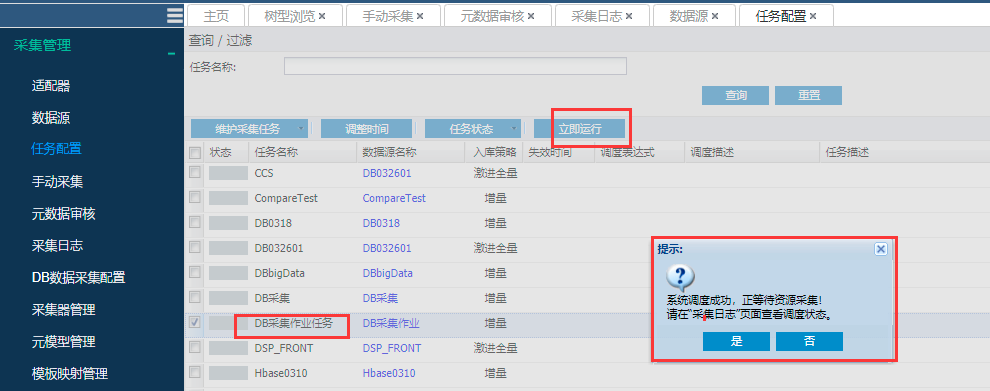 主页 树型浏览 × 手动采集 × 元数据审核 × 采集日志 × 数据源 × 任务配置 ×
采集管理
适配器
数据源
任务配置
手动采集
元数据审核
采集日志
DB数据采集配置
采集器管理
元模型管理
模板映射管理
查询 / 过滤
任务名称:
查询 重置
维护采集任务 调整时间 任务状态 立即运行
状态 任务名称 数据源名称 入库策略 失效时间 调度表达式 调度描述 任务描述
CCS DB032601 激进全量
CompareTest CompareTest 增量
DB0318 DB0318 增量
DB032601 DB032601 激进全量
DBbigData DBbigData 增量
DB采集 DB采集 增量
DB采集作业任务 DB采集作业 增量
DSP_FRONT DSP_FRONT 激进全量
Hbase0310 Hbase0310 增量
提示:
系统调度成功，正等待资源采集!
请在"采集日志"页面查看调度状态。
是 否